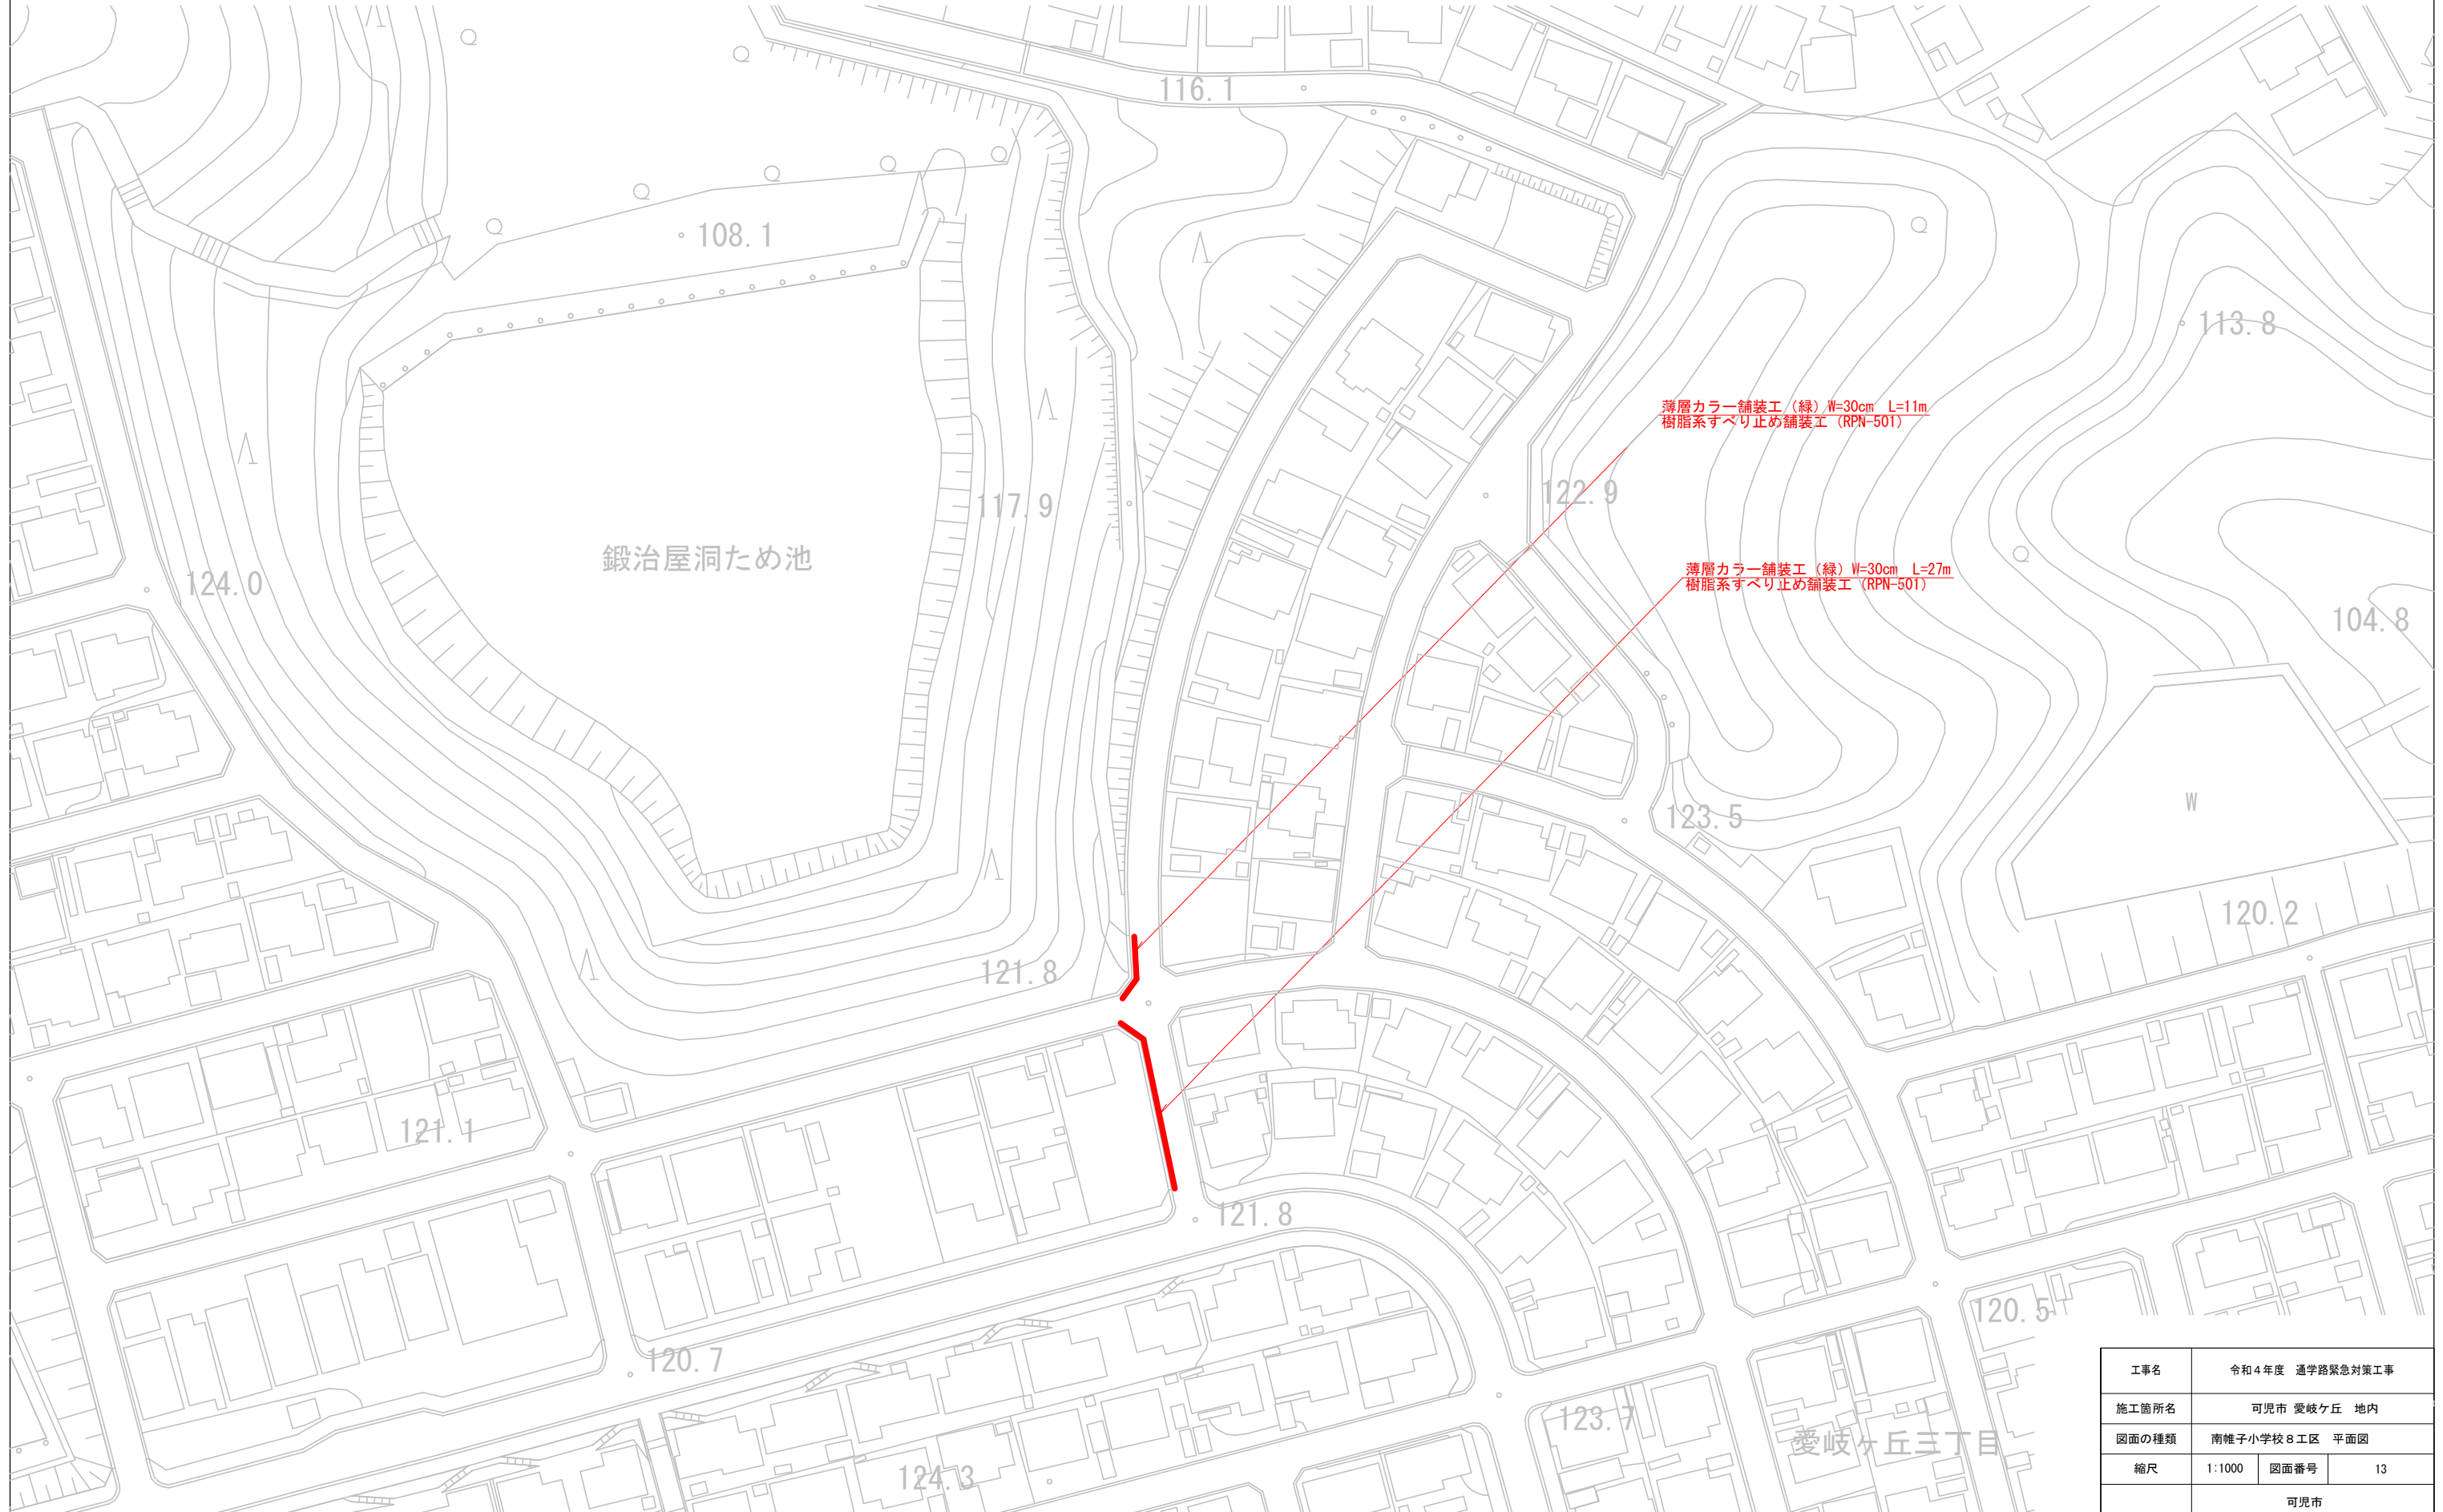 116.1
108.1
113.8
薄層カラー舗装工（緑）W=30cm　L=11m
樹脂系すべり止め舗装工（RPN-501）
122.9
117.9
鍛治屋洞ため池
124.0
薄層カラー舗装工（緑）W=30cm　L=27m
樹脂系すべり止め舗装工（RPN-501）
104.8
W
123.5
120.2
121.8
121.1
121.8
120.5
120.7
123.7
愛岐ヶ丘三丁目
124.3
工事名　令和４年度　通学路緊急対策工事
施工箇所名　可児市 愛岐ケ丘　地内
図面の種類　南帷子小学校８工区　平面図
縮尺　1:1000　図面番号　13
可児市